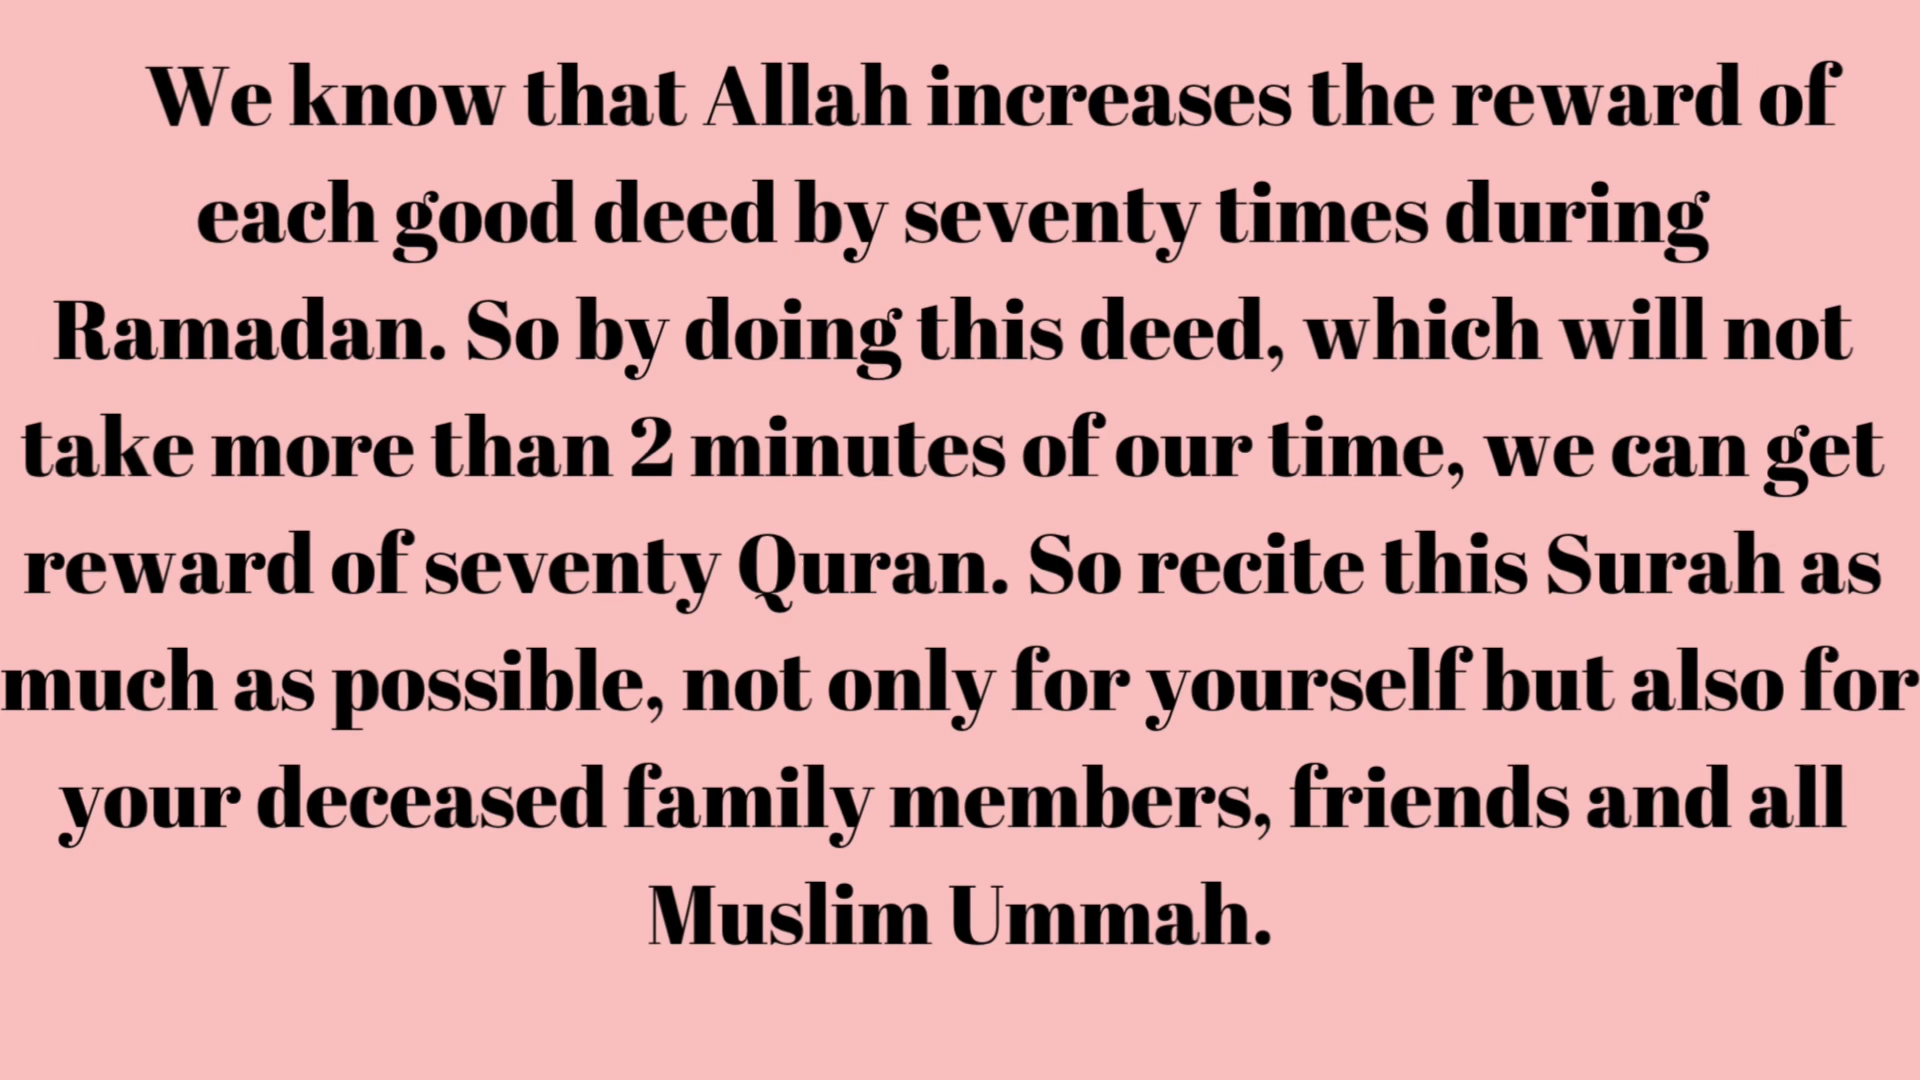 We know that Allah increases the reward of
each good deed by seventy times during
Ramadan. So by doing this deed, which will not
take more than 2 minutes of our time, we can get
reward of seventy Quran. So recite this Surah as
much as possible, not only for yourself but also for
your deceased family members, friends and all
Muslim Ummah.